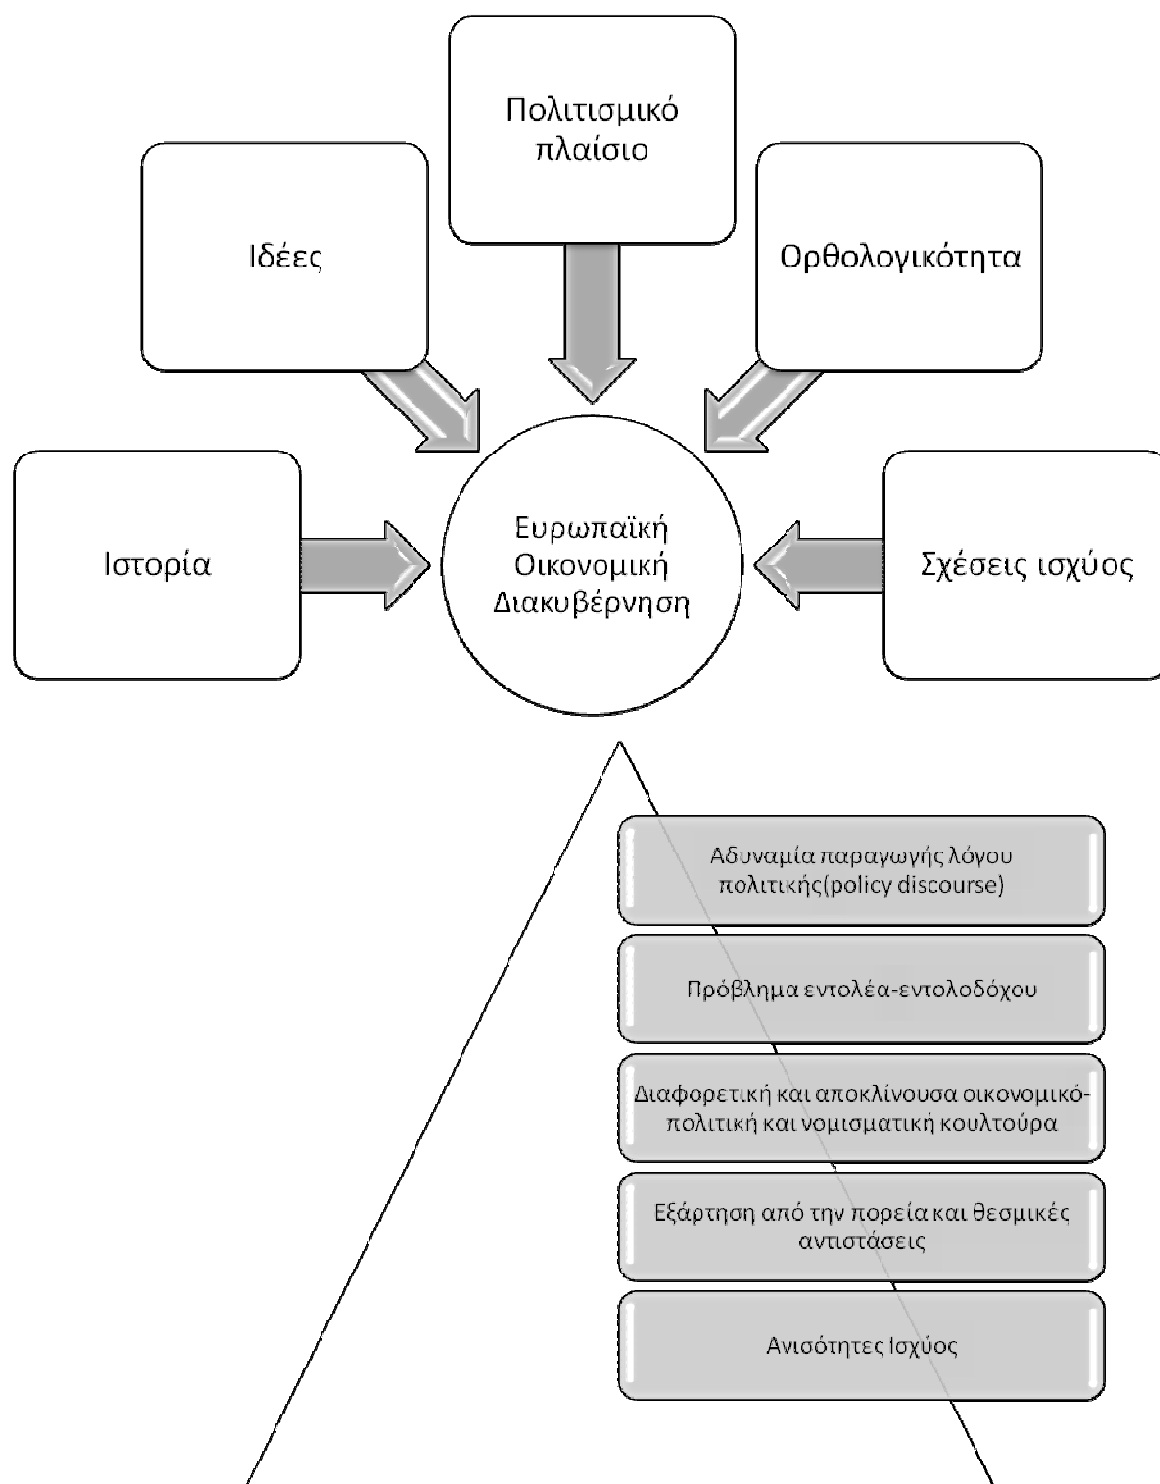 Πολιτισμικό
πλαίσιο
Ιδέες
Ορθολογικότητα
Ιστορία
Ευρωπαϊκή
Οικονομική
Διακυβέρνηση
Σχέσεις ισχύος
Αδυναμία παραγωγής λόγου
πολιτικής(policy discourse)
Πρόβλημα εντολέα-εντολοδόχου
Διαφορετική και αποκλίνουσα οικονομικό-
πολιτική και νομισματική κουλτούρα
Εξάρτηση από την πορεία και θεσμικές
αντιστάσεις
Ανισότητες Ισχύος